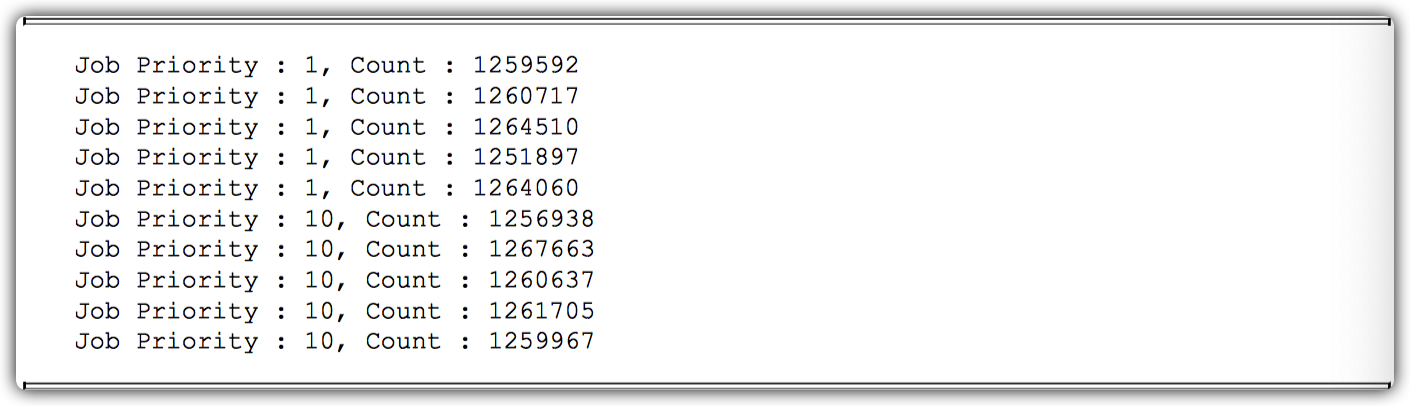 Job Priority : 1, Count : 1259592
Job Priority : 1, Count : 1260717
Job Priority : 1, Count : 1264510
Job Priority : 1, Count : 1251897
Job Priority : 1, Count : 1264060
Job Priority : 10, Count : 1256938
Job Priority : 10, Count : 1267663
Job Priority : 10, Count : 1260637
Job Priority : 10, Count : 1261705
Job Priority : 10, Count : 1259967